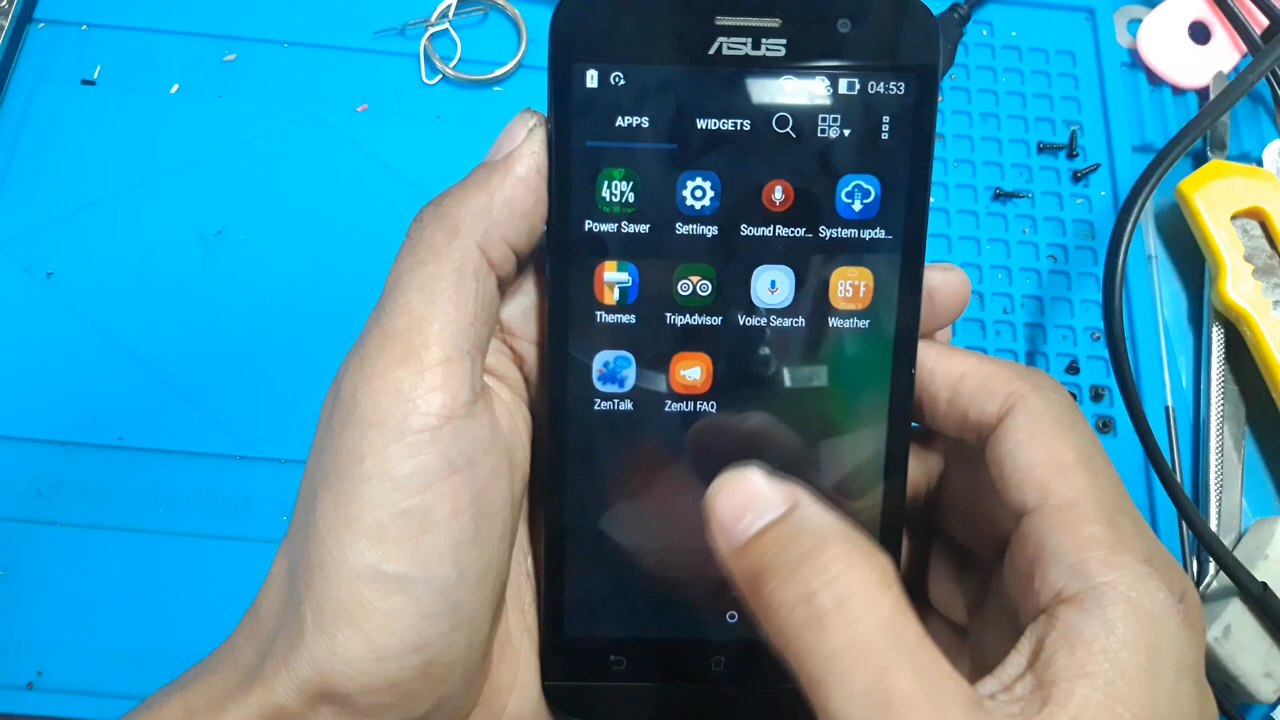 ASUS
04:53
APPS WIDGETS
49%
Power Saver Settings Sound Recor... System upda...
85°F
Themes TripAdvisor Voice Search Weather
ZenTalk ZenUI FAQ